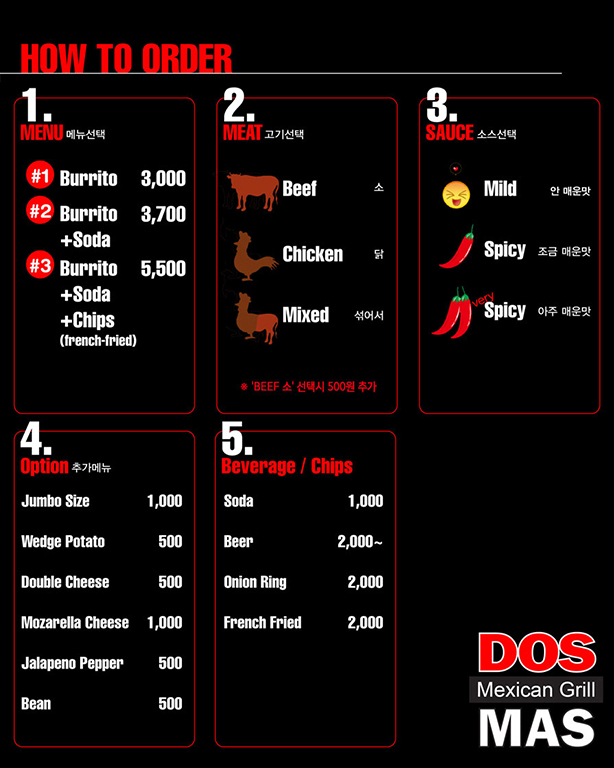 HOW TO ORDER
1.
MENU 메뉴선택
#1 Burrito 3,000
#2 Burrito 3,700
+Soda
#3 Burrito 5,500
+Soda
+Chips
(french-fried)
2.
MEAT 고기선택
Beef 소
Chicken 닭
Mixed 섞어서
※ 'BEEF 소' 선택시 500원 추가
3.
SAUCE 소스선택
Mild 안 매운맛
Spicy 조금 매운맛
very Spicy 아주 매운맛
4.
Option 추가메뉴
Jumbo Size 1,000
Wedge Potato 500
Double Cheese 500
Mozarella Cheese 1,000
Jalapeno Pepper 500
Bean 500
5.
Beverage / Chips
Soda 1,000
Beer 2,000~
Onion Ring 2,000
French Fried 2,000
DOS
Mexican Grill
MAS